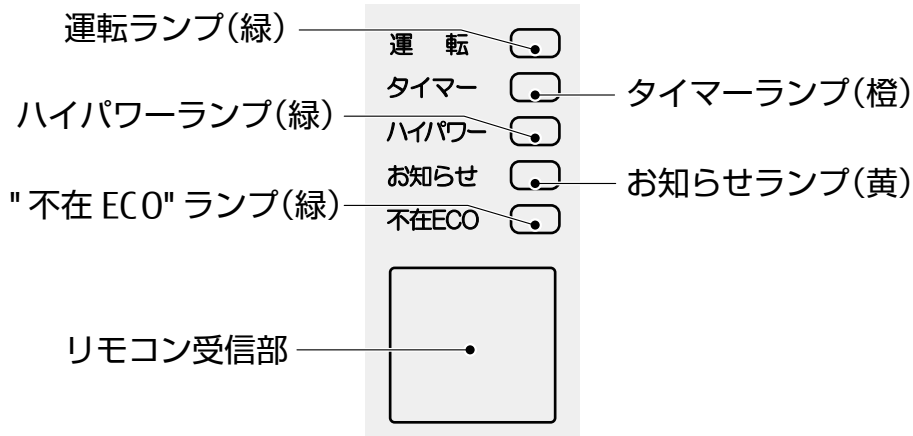 運転ランプ(緑)
運　転
タイマー
タイマーランプ(橙)
ハイパワーランプ(緑)
ハイパワー
お知らせ
お知らせランプ(黄)
"不在 ECO" ランプ(緑)
不在ECO
リモコン受信部